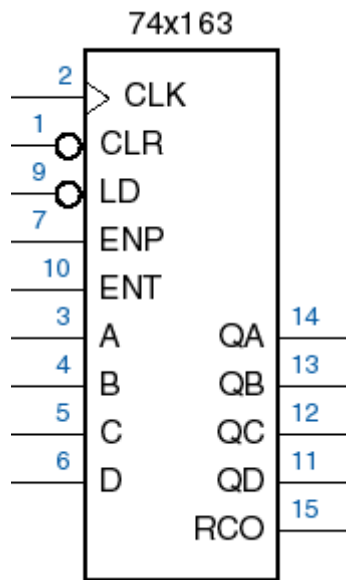 74x163
2 CLK
1 CLR
9 LD
7 ENP
10 ENT
3 A QA 14
4 B QB 13
5 C QC 12
6 D QD 11
RCO 15